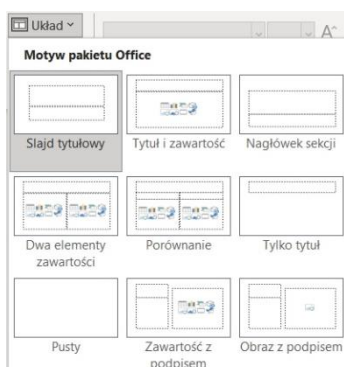 Układ
A
Motyw pakietu Office
Slajd tytułowy
Tytuł i zawartość
Nagłówek sekcji
Dwa elementy
zawartości
Porównanie
Tylko tytuł
Pusty
Zawartość z
podpisem
Obraz z podpisem